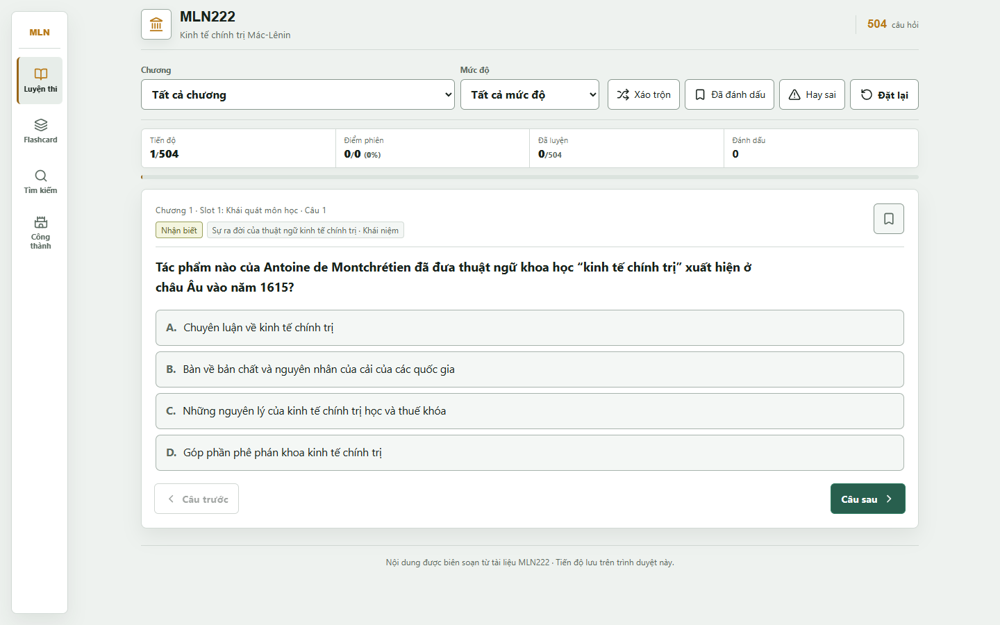 MLN
Luyện thi
Flashcard
Tìm kiếm
Công
thành
MLN222
Kinh tế chính trị Mác-Lênin
504 câu hỏi
Chương
Mức độ
Tất cả chương
Tất cả mức độ
Xáo trộn
Đã đánh dấu
Hay sai
Đặt lại
Tiến độ
1/504
Điểm phiên
0/0 (0%)
Đã luyện
0/504
Đánh dấu
0
Chương 1 · Slot 1: Khái quát môn học · Câu 1
Nhận biết
Sự ra đời của thuật ngữ kinh tế chính trị · Khái niệm
Tác phẩm nào của Antoine de Montchrétien đã đưa thuật ngữ khoa học “kinh tế chính trị” xuất hiện ở
châu Âu vào năm 1615?
A. Chuyên luận về kinh tế chính trị
B. Bàn về bản chất và nguyên nhân của cải của các quốc gia
C. Những nguyên lý của kinh tế chính trị học và thuế khóa
D. Góp phần phê phán khoa kinh tế chính trị
Câu trước
Câu sau
Nội dung được biên soạn từ tài liệu MLN222 · Tiến độ lưu trên trình duyệt này.